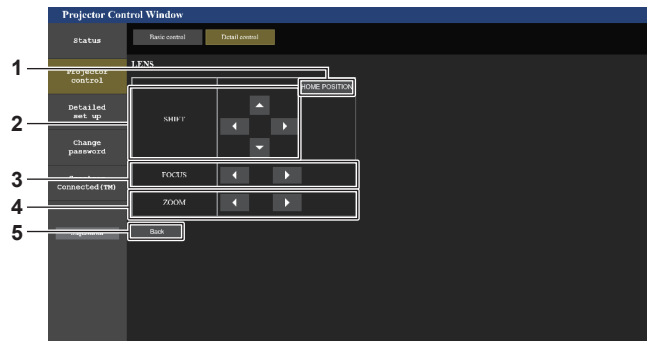 Projector Control Window
Status
Basic control
Detail control
LENS
1
Projector
control
HOME POSITION
2
SHIFT
Detailed
set up
Change
password
3
FOCUS
Connected(TM)
4
ZOOM
5
Back